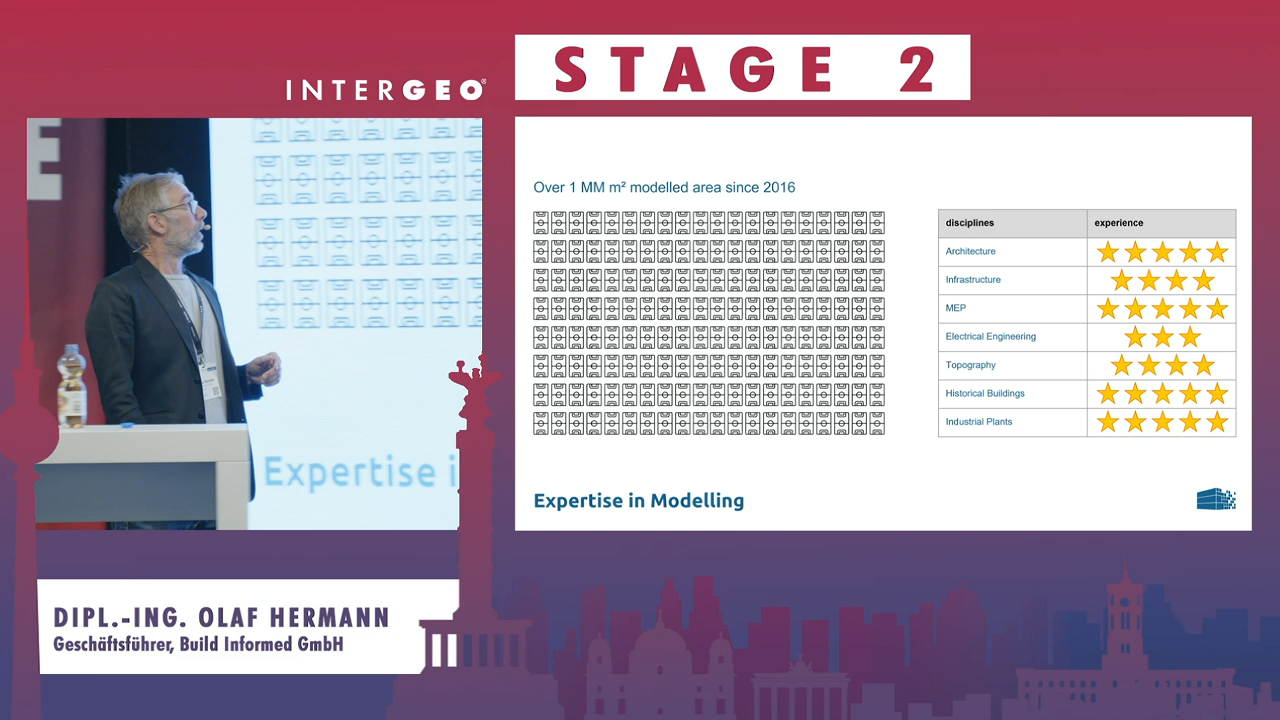 INTERGEO®
STAGE 2
E
Expertise i
Over 1 MM m² modelled area since 2016
disciplines experience
Architecture
Infrastructure
MEP
Electrical Engineering
Topography
Historical Buildings
Industrial Plants
Expertise in Modelling
DIPL.-ING. OLAF HERMANN
Geschäftsführer, Build Informed GmbH